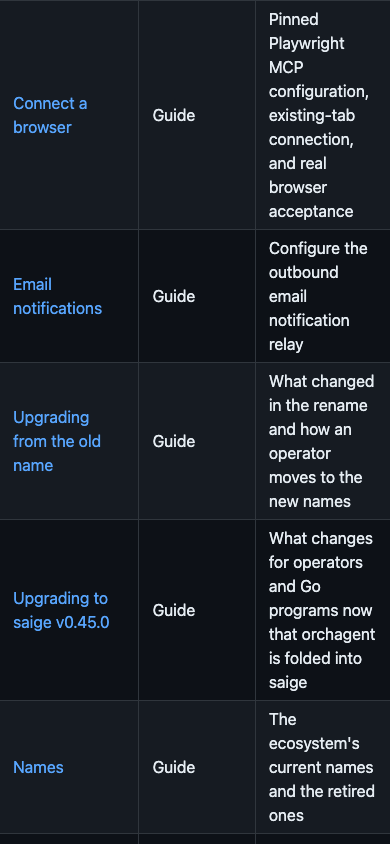 Connect a
browser
Guide
Pinned
Playwright
MCP
configuration,
existing-tab
connection,
and real
browser
acceptance
Email
notifications
Guide
Configure the
outbound
email
notification
relay
Upgrading
from the old
name
Guide
What changed
in the rename
and how an
operator
moves to the
new names
Upgrading to
saige v0.45.0
Guide
What changes
for operators
and Go
programs now
that orchagent
is folded into
saige
Names
Guide
The
ecosystem's
current names
and the retired
ones